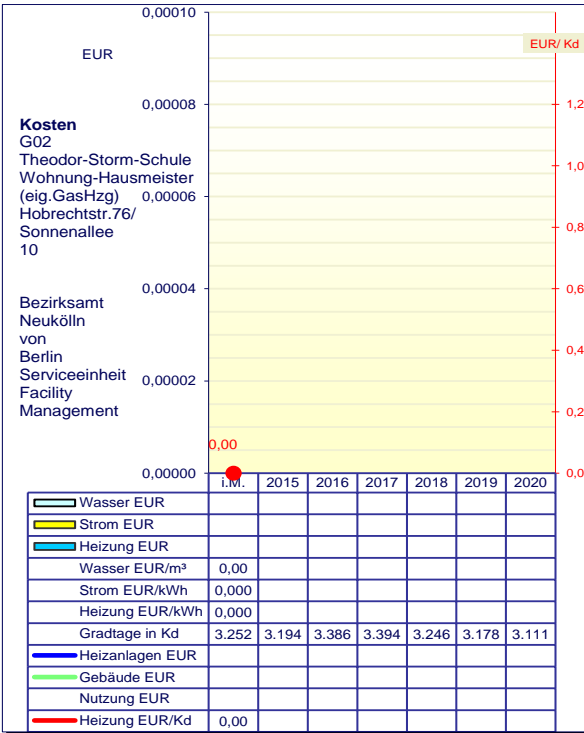 0,00010
EUR
EUR/ Kd
0,00008
1,2
Kosten
G02
Theodor-Storm-Schule
Wohnung-Hausmeister
(eig.GasHzg)
Hobrechtstr.76/
Sonnenallee
10
1,0
0,00006
0,8
0,00004
0,6
Bezirksamt
Neukölln
von
Berlin
Serviceeinheit
Facility
Management
0,4
0,00002
0,2
0,00
0,00000
0,0
i.M. 2015 2016 2017 2018 2019 2020
Wasser EUR
Strom EUR
Heizung EUR
Wasser EUR/m³ 0,00
Strom EUR/kWh 0,000
Heizung EUR/kWh 0,000
Gradtage in Kd 3.252 3.194 3.386 3.394 3.246 3.178 3.111
Heizanlagen EUR
Gebäude EUR
Nutzung EUR
Heizung EUR/Kd 0,00